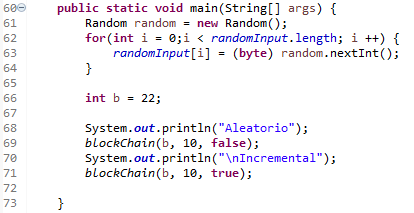 60 public static void main(String[] args) {
61 Random random = new Random();
62 for(int i = 0;i < randomInput.length; i ++) {
63 randomInput[i] = (byte) random.nextInt();
64 }
65
66 int b = 22;
67
68 System.out.println("Aleatorio");
69 blockChain(b, 10, false);
70 System.out.println("\nIncremental");
71 blockChain(b, 10, true);
72
73 }